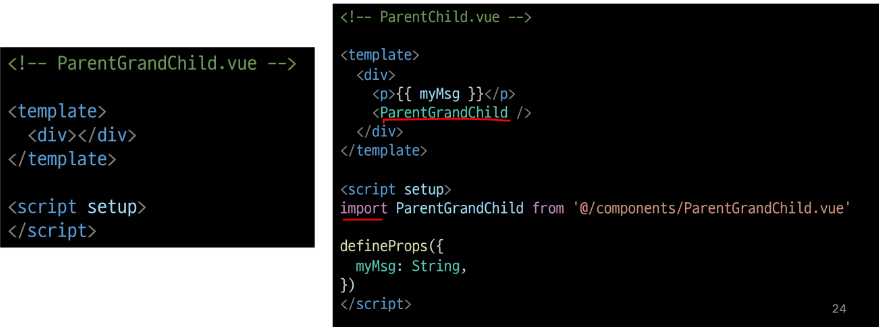 <!-- ParentGrandChild.vue -->
<template>
  <div></div>
</template>
<script setup>
</script>
<!-- ParentChild.vue -->
<template>
  <div>
    <p>{{ myMsg }}</p>
    <ParentGrandChild />
  </div>
</template>
<script setup>
import ParentGrandChild from '@/components/ParentGrandChild.vue'
defineProps({
  myMsg: String,
})
</script>
24